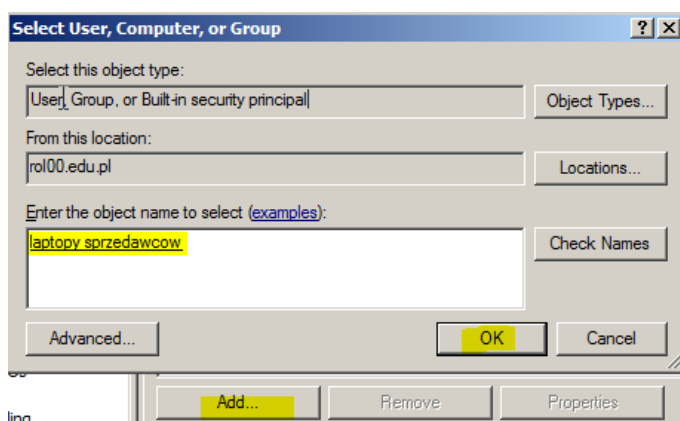 Select User, Computer, or Group
Select this object type:
User, Group, or Built-in security principal
Object Types...
From this location:
rol00.edu.pl
Locations...
Enter the object name to select (examples):
laptopy sprzedawcow
Check Names
Advanced...
OK
Cancel
Add...
Remove
Properties